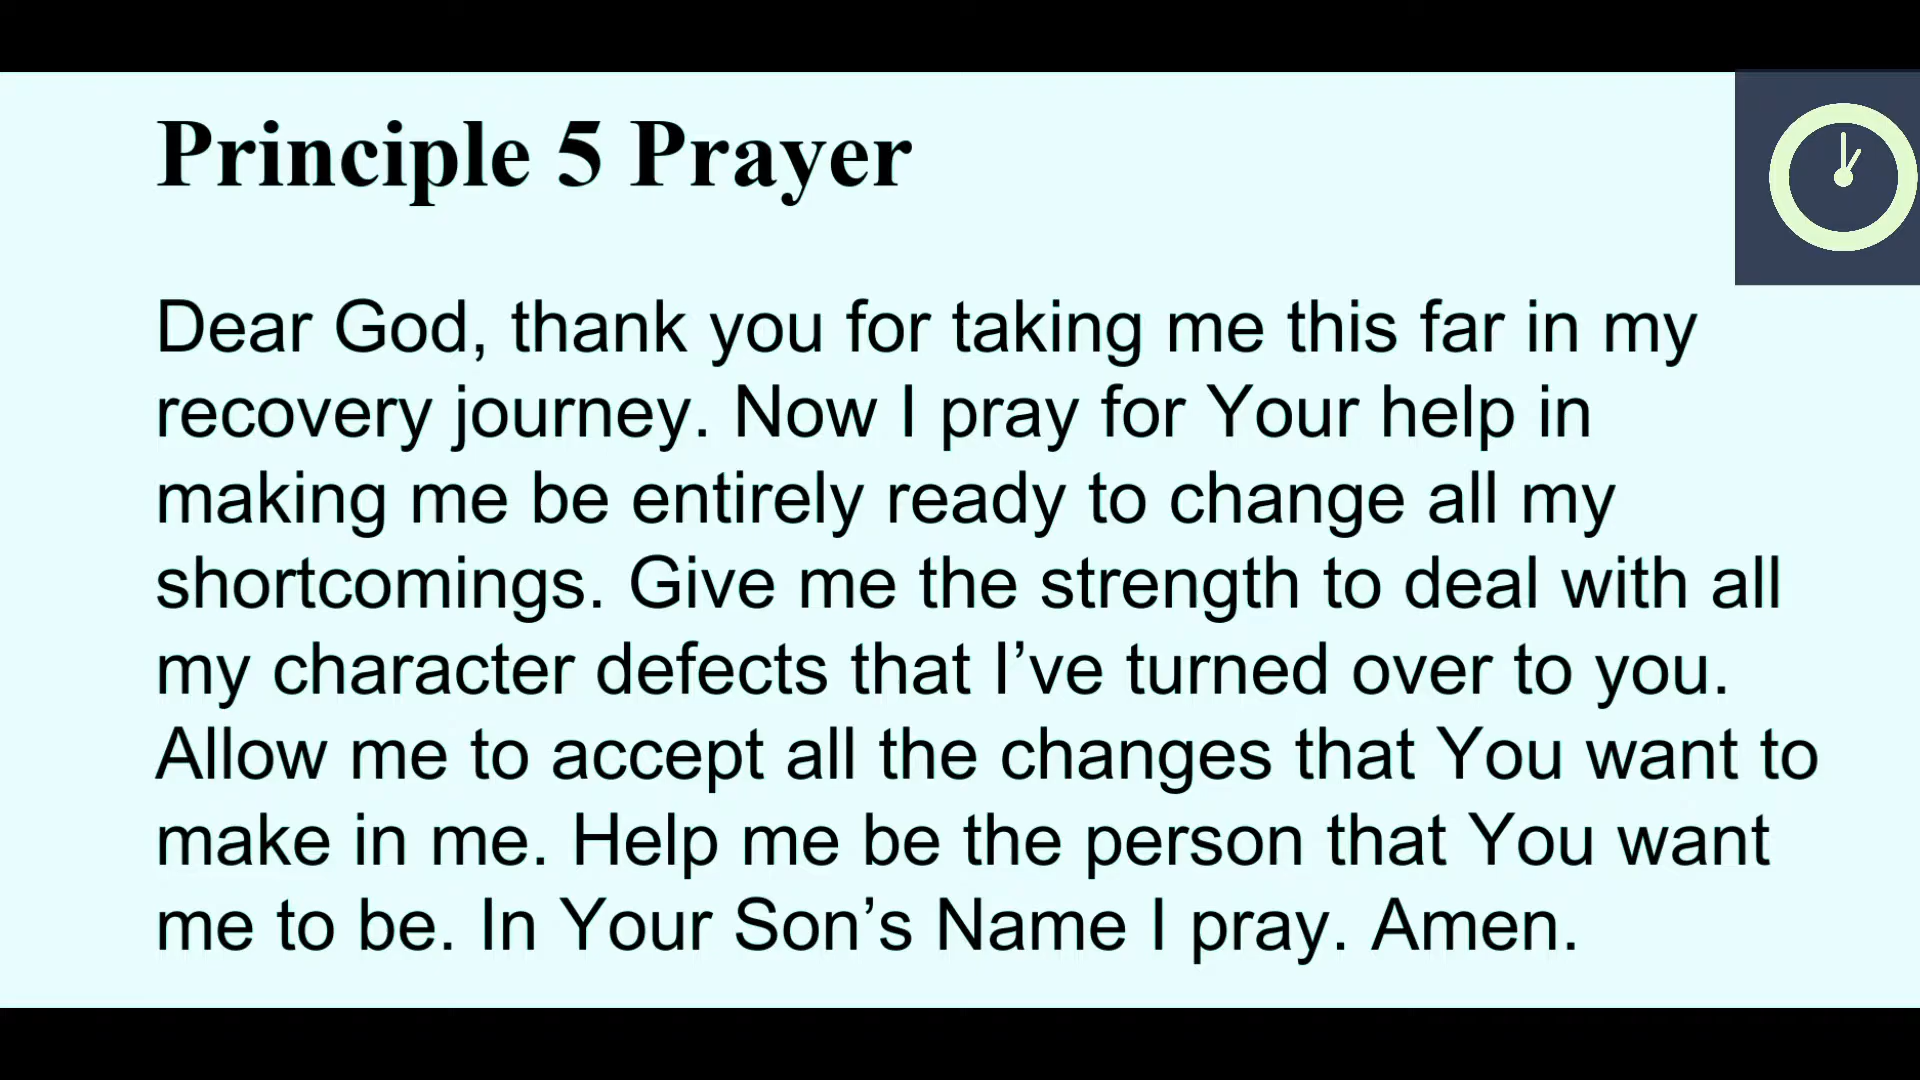 Principle 5 Prayer
Dear God, thank you for taking me this far in my
recovery journey. Now I pray for Your help in
making me be entirely ready to change all my
shortcomings. Give me the strength to deal with all
my character defects that I’ve turned over to you.
Allow me to accept all the changes that You want to
make in me. Help me be the person that You want
me to be. In Your Son’s Name I pray. Amen.